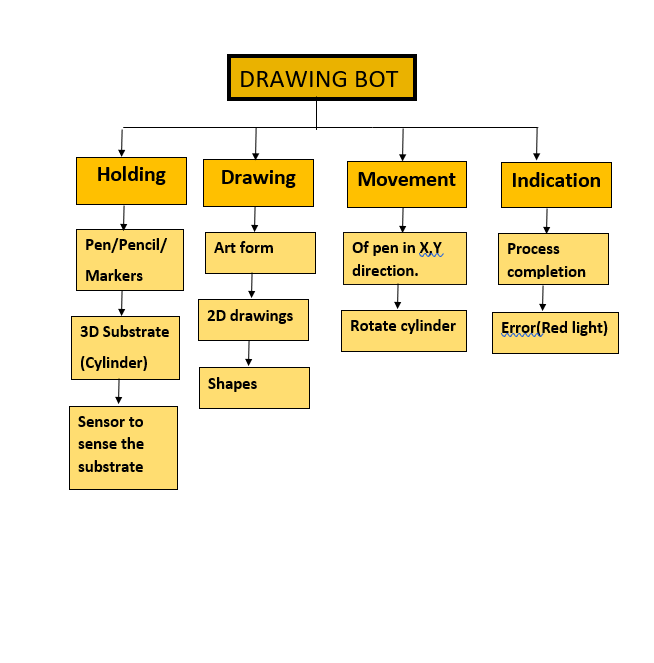 DRAWING BOT
Holding
Pen/Pencil/
Markers
3D Substrate
(Cylinder)
Sensor to
sense the
substrate
Drawing
Art form
2D drawings
Shapes
Movement
Of pen in X,Y
direction.
Rotate cylinder
Indication
Process
completion
Error(Red light)